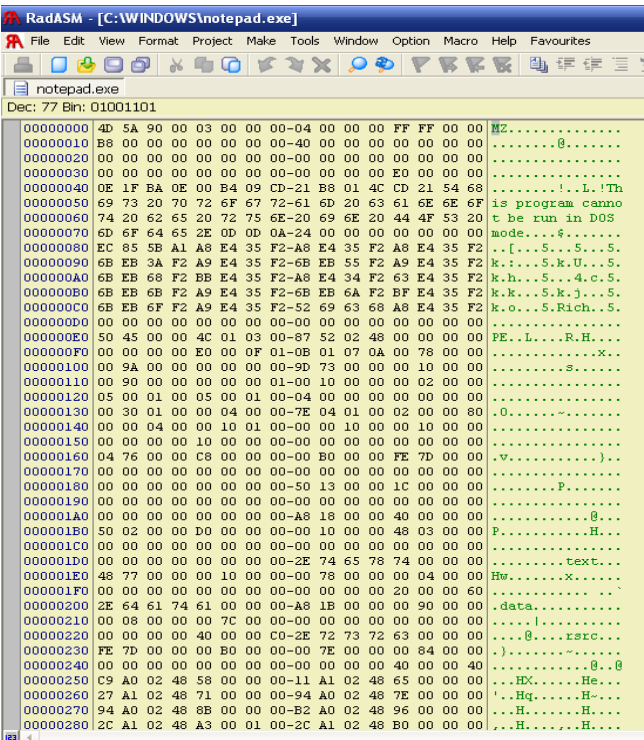 RadASM - [C:\WINDOWS\notepad.exe]
File Edit View Format Project Make Tools Window Option Macro Help Favourites
notepad.exe
Dec: 77 Bin: 01001101
00000000 4D 5A 90 00 03 00 00 00-04 00 00 00 FF FF 00 00 MZ..............
00000010 B8 00 00 00 00 00 00 00-40 00 00 00 00 00 00 00 ........@.......
00000020 00 00 00 00 00 00 00 00-00 00 00 00 00 00 00 00 ................
00000030 00 00 00 00 00 00 00 00-00 00 00 00 E0 00 00 00 ................
00000040 0E 1F BA 0E 00 B4 09 CD-21 B8 01 4C CD 21 54 68 ........!..L.!Th
00000050 69 73 20 70 72 6F 67 72-61 6D 20 63 61 6E 6E 6F is program canno
00000060 74 20 62 65 20 72 75 6E-20 69 6E 20 44 4F 53 20 t be run in DOS
00000070 6D 6F 64 65 2E 0D 0D 0A-24 00 00 00 00 00 00 00 mode....$.......
00000080 EC 85 5B A1 A8 E4 35 F2-A8 E4 35 F2 A8 E4 35 F2 ..[...5...5...5.
00000090 6B EB 3A F2 A9 E4 35 F2-6B EB 55 F2 A9 E4 35 F2 k.:...5.k.U...5.
000000A0 6B EB 68 F2 BB E4 35 F2-A8 E4 34 F2 63 E4 35 F2 k.h...5...4.c.5.
000000B0 6B EB 6B F2 A9 E4 35 F2-6B EB 6A F2 BF E4 35 F2 k.k...5.k.j...5.
000000C0 6B EB 6F F2 A9 E4 35 F2-52 69 63 68 A8 E4 35 F2 k.o...5.Rich..5.
000000D0 00 00 00 00 00 00 00 00-00 00 00 00 00 00 00 00 ................
000000E0 50 45 00 00 4C 01 03 00-87 52 02 48 00 00 00 00 PE..L....R.H....
000000F0 00 00 00 00 E0 00 0F 01-0B 01 07 0A 00 78 00 00 .............x..
00000100 00 9A 00 00 00 00 00 00-9D 73 00 00 00 10 00 00 .........s......
00000110 00 90 00 00 00 00 00 01-00 10 00 00 00 02 00 00 ................
00000120 05 00 01 00 05 00 01 00-04 00 00 00 00 00 00 00 ................
00000130 00 30 01 00 00 04 00 00-7E 04 01 00 02 00 00 80 .0......~.......
00000140 00 00 04 00 00 10 01 00-00 00 10 00 00 10 00 00 ................
00000150 00 00 00 00 10 00 00 00-00 00 00 00 00 00 00 00 ................
00000160 04 76 00 00 C8 00 00 00-00 B0 00 00 FE 7D 00 00 .v...........}..
00000170 00 00 00 00 00 00 00 00-00 00 00 00 00 00 00 00 ................
00000180 00 00 00 00 00 00 00 00-50 13 00 00 1C 00 00 00 ........P.......
00000190 00 00 00 00 00 00 00 00-00 00 00 00 00 00 00 00 ................
000001A0 00 00 00 00 00 00 00 00-A8 18 00 00 40 00 00 00 ............@...
000001B0 50 02 00 00 D0 00 00 00-00 10 00 00 48 03 00 00 P...........H...
000001C0 00 00 00 00 00 00 00 00-00 00 00 00 00 00 00 00 ................
000001D0 00 00 00 00 00 00 00 00-2E 74 65 78 74 00 00 00 .........text...
000001E0 48 77 00 00 00 10 00 00-00 78 00 00 00 04 00 00 Hw.......x......
000001F0 00 00 00 00 00 00 00 00-00 00 00 00 20 00 00 60 ............ ..`
00000200 2E 64 61 74 61 00 00 00-A8 1B 00 00 00 90 00 00 .data...........
00000210 00 08 00 00 00 7C 00 00-00 00 00 00 00 00 00 00 .....|..........
00000220 00 00 00 00 40 00 00 C0-2E 72 73 72 63 00 00 00 ....@....rsrc...
00000230 FE 7D 00 00 00 B0 00 00-00 7E 00 00 00 84 00 00 .}.......~......
00000240 00 00 00 00 00 00 00 00-00 00 00 00 40 00 00 40 ............@..@
00000250 C9 A0 02 48 58 00 00 00-11 A1 02 48 65 00 00 00 ...HX......He...
00000260 27 A1 02 48 71 00 00 00-94 A0 02 48 7E 00 00 00 '..Hq......H~...
00000270 94 A0 02 48 8B 00 00 00-B2 A0 02 48 96 00 00 00 ...H.......H....
00000280 2C A1 02 48 A3 00 01 00-2C A1 02 48 B0 00 00 00 ,..H....,..H....
123